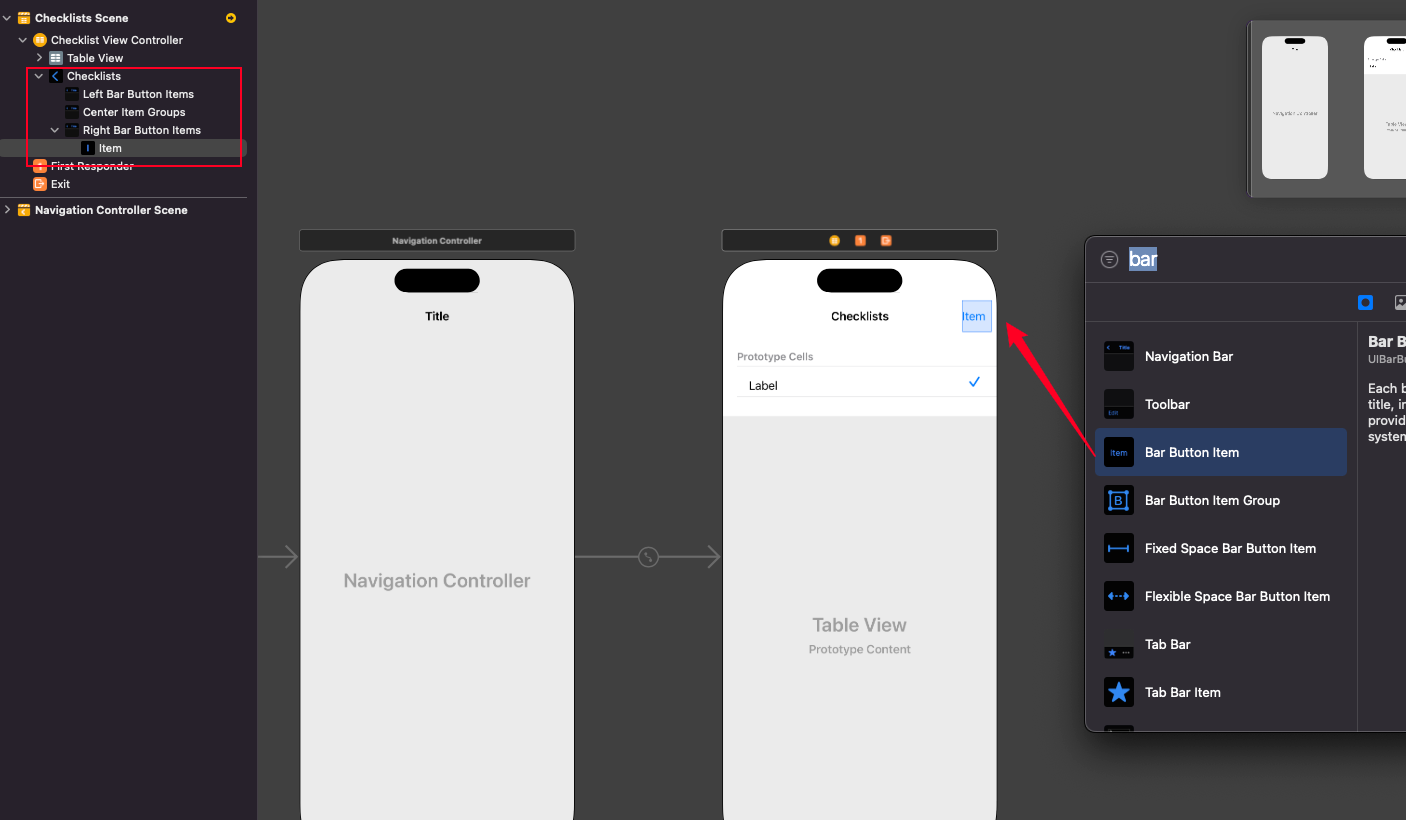 Checklists Scene
Checklist View Controller
Table View
Checklists
Left Bar Button Items
Center Item Groups
Right Bar Button Items
Item
First Responder
Exit
Navigation Controller Scene
Navigation Controller
Title
Navigation Controller
Checklists
Item
Prototype Cells
Label
Table View
Prototype Content
Navigation Controller
bar
Navigation Bar
Toolbar
Bar Button Item
Bar Button Item Group
Fixed Space Bar Button Item
Flexible Space Bar Button Item
Tab Bar
Tab Bar Item
Bar B
UIBarBu
Each b
title, i
provid
system